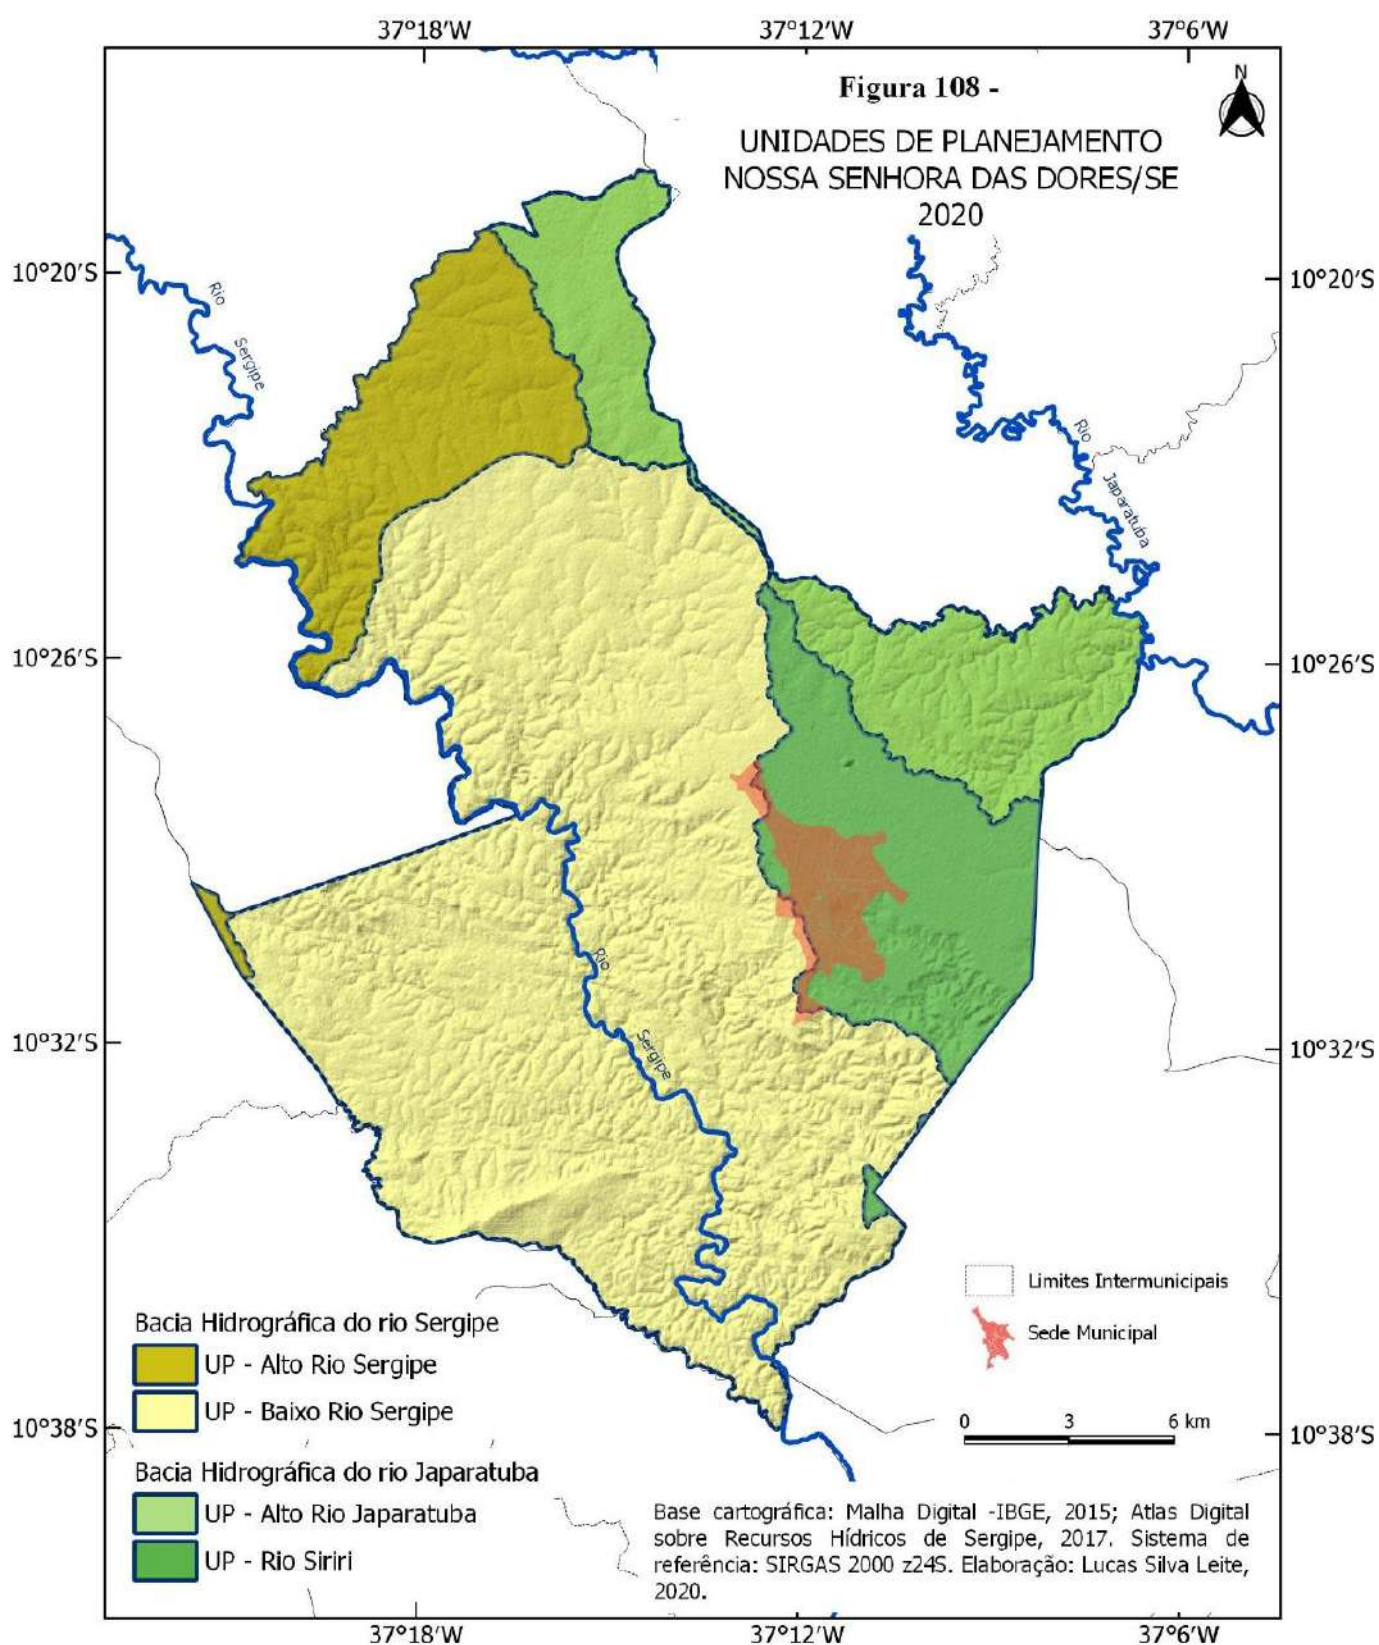 37°18′W 37°12′W 37°6′W
Figura 108 -
N
UNIDADES DE PLANEJAMENTO
NOSSA SENHORA DAS DORES/SE
2020
10°20′S 10°20′S
Rio
Sergipe
Rio
Japaratuba
10°26′S 10°26′S
Rio
Sergipe
10°32′S 10°32′S
Limites Intermunicipais
Sede Municipal
Bacia Hidrográfica do rio Sergipe
UP - Alto Rio Sergipe
UP - Baixo Rio Sergipe
0 3 6 km
10°38′S 10°38′S
Bacia Hidrográfica do rio Japaratuba
UP - Alto Rio Japaratuba
UP - Rio Siriri
Base cartográfica: Malha Digital -IBGE, 2015; Atlas Digital
sobre Recursos Hídricos de Sergipe, 2017. Sistema de
referência: SIRGAS 2000 z24S. Elaboração: Lucas Silva Leite,
2020.
37°18′W 37°12′W 37°6′W